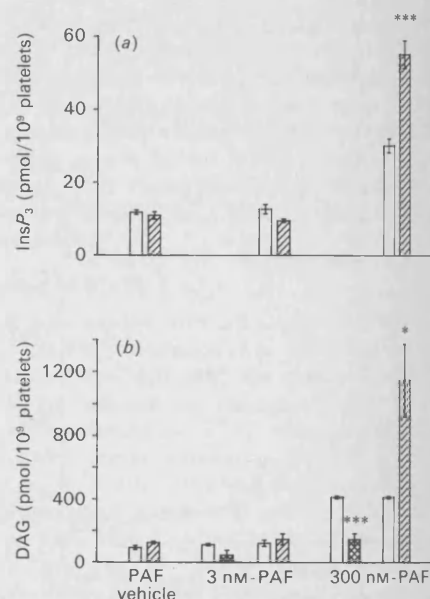 60
(a)
***
40
20
0
InsP₃ (pmol/10⁹ platelets)
(b)
*
1200
800
400
***
0
DAG (pmol/10⁹ platelets)
PAF
vehicle
3 nM-PAF
300 nM-PAF